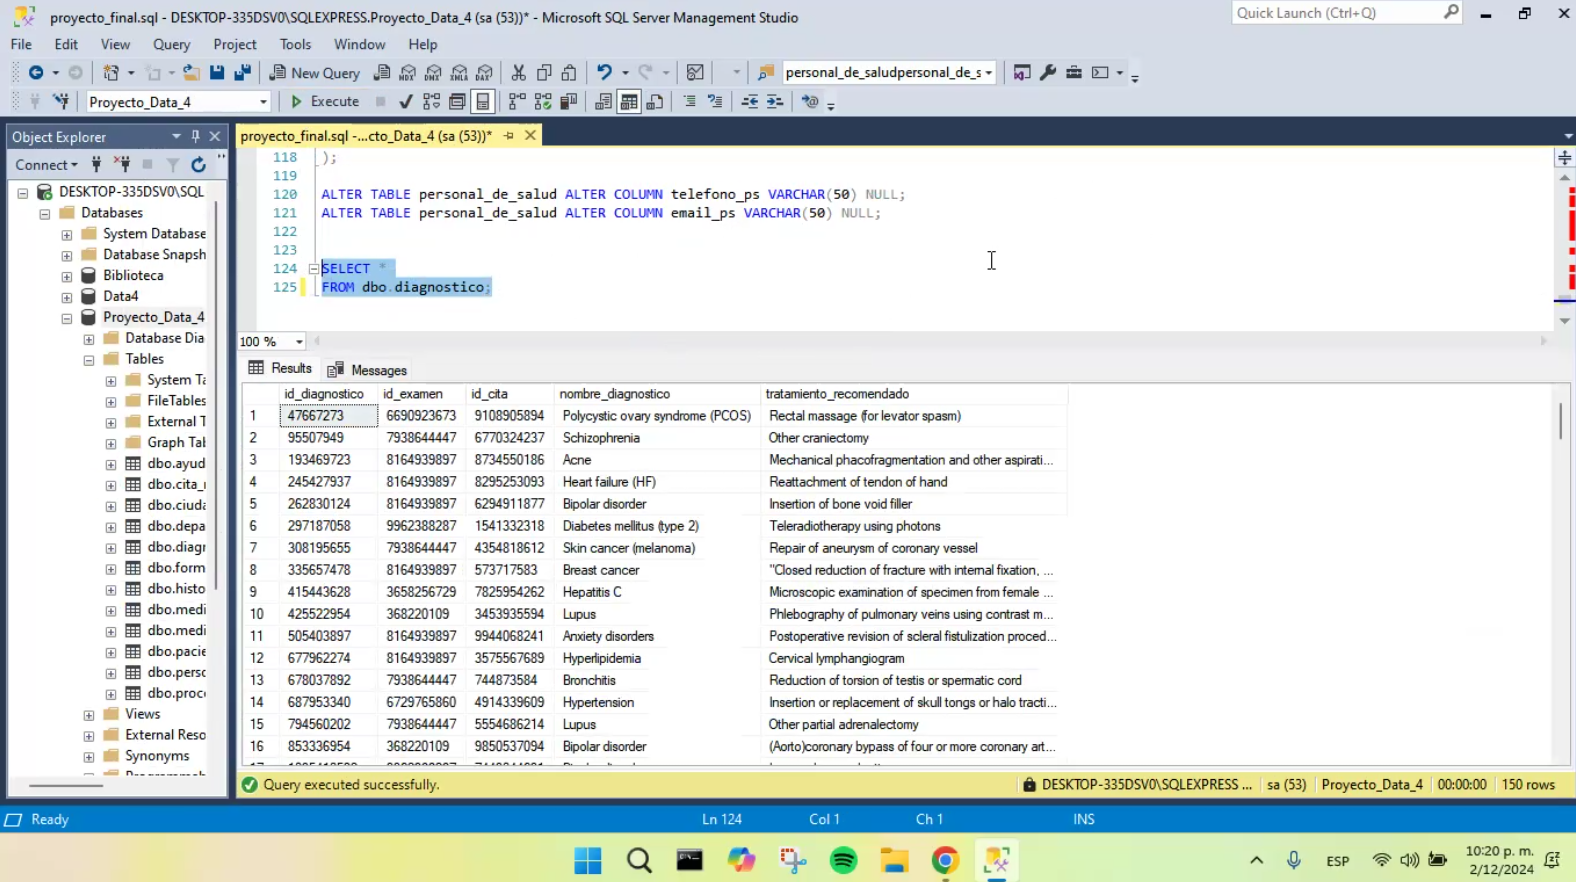 proyecto_final.sql - DESKTOP-335DSV0\SQLEXPRESS.Proyecto_Data_4 (sa (53))* - Microsoft SQL Server Management Studio
Quick Launch (Ctrl+Q)
File Edit View Query Project Tools Window Help
New Query MDX DMX XMLA DAX personal_de_saludpersonal_de_s
Proyecto_Data_4 Execute
Object Explorer
proyecto_final.sql -...cto_Data_4 (sa (53))*
Connect
DESKTOP-335DSV0\SQL
Databases
System Database
Database Snapsh
Biblioteca
Data4
Proyecto_Data_4
Database Dia
Tables
System Ta
FileTables
External T
Graph Tab
dbo.ayud
dbo.cita_
dbo.ciuda
dbo.depa
dbo.diagr
dbo.form
dbo.histo
dbo.medi
dbo.medi
dbo.pacie
dbo.perso
dbo.proc
Views
External Reso
Synonyms
118 );
119
120 ALTER TABLE personal_de_salud ALTER COLUMN telefono_ps VARCHAR(50) NULL;
121 ALTER TABLE personal_de_salud ALTER COLUMN email_ps VARCHAR(50) NULL;
122
123
124 SELECT *
125 FROM dbo.diagnostico;
100 %
Results Messages
id_diagnostico id_examen id_cita nombre_diagnostico tratamiento_recomendado
1 47667273 6690923673 9108905894 Polycystic ovary syndrome (PCOS) Rectal massage (for levator spasm)
2 95507949 7938644447 6770324237 Schizophrenia Other craniectomy
3 193469723 8164939897 8734550186 Acne Mechanical phacofragmentation and other aspirati...
4 245427937 8164939897 8295253093 Heart failure (HF) Reattachment of tendon of hand
5 262830124 8164939897 6294911877 Bipolar disorder Insertion of bone void filler
6 297187058 9962388287 1541332318 Diabetes mellitus (type 2) Teleradiotherapy using photons
7 308195655 7938644447 4354818612 Skin cancer (melanoma) Repair of aneurysm of coronary vessel
8 335657478 8164939897 573717583 Breast cancer "Closed reduction of fracture with internal fixation, ...
9 415443628 3658256729 7825954262 Hepatitis C Microscopic examination of specimen from female ...
10 425522954 368220109 3453935594 Lupus Phlebography of pulmonary veins using contrast m...
11 505403897 8164939897 9944068241 Anxiety disorders Postoperative revision of scleral fistulization proced...
12 677962274 8164939897 3575567689 Hyperlipidemia Cervical lymphangiogram
13 678037892 7938644447 744873584 Bronchitis Reduction of torsion of testis or spermatic cord
14 687953340 6729765860 4914339609 Hypertension Insertion or replacement of skull tongs or halo tracti...
15 794560202 7938644447 5554686214 Lupus Other partial adrenalectomy
16 853336954 368220109 9850537094 Bipolar disorder (Aorto)coronary bypass of four or more coronary art...
Query executed successfully. DESKTOP-335DSV0\SQLEXPRESS ... sa (53) Proyecto_Data_4 00:00:00 150 rows
Ready Ln 124 Col 1 Ch 1 INS
ESP
10:20 p. m.
2/12/2024